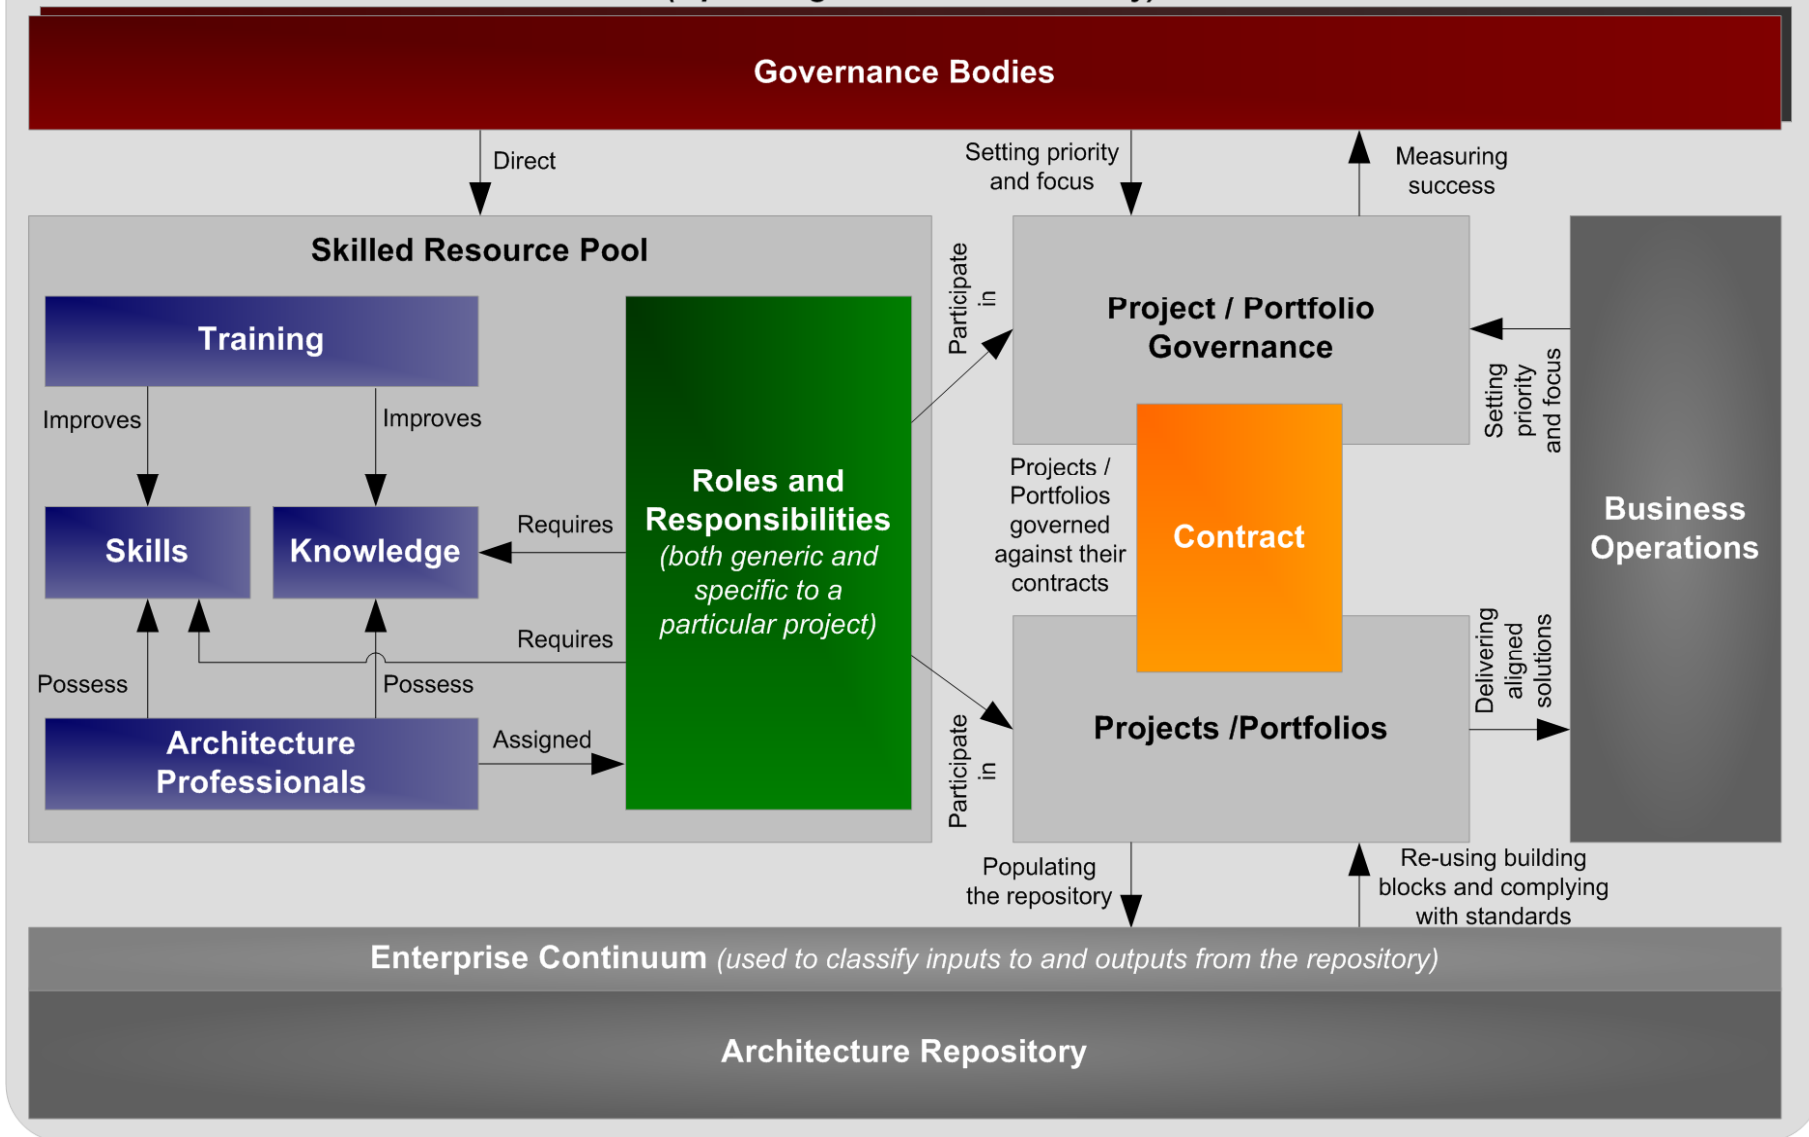 Governance Bodies
Direct
Setting priority
and focus
Measuring
success
Skilled Resource Pool
Training
Improves
Improves
Skills
Knowledge
Requires
Requires
Possess
Possess
Architecture
Professionals
Assigned
Roles and
Responsibilities
(both generic and
specific to a
particular project)
Participate
in
Participate
in
Project / Portfolio
Governance
Setting
priority
and focus
Projects /
Portfolios
governed
against their
contracts
Contract
Business
Operations
Delivering
aligned
solutions
Projects /Portfolios
Populating
the repository
Re-using building
blocks and complying
with standards
Enterprise Continuum (used to classify inputs to and outputs from the repository)
Architecture Repository